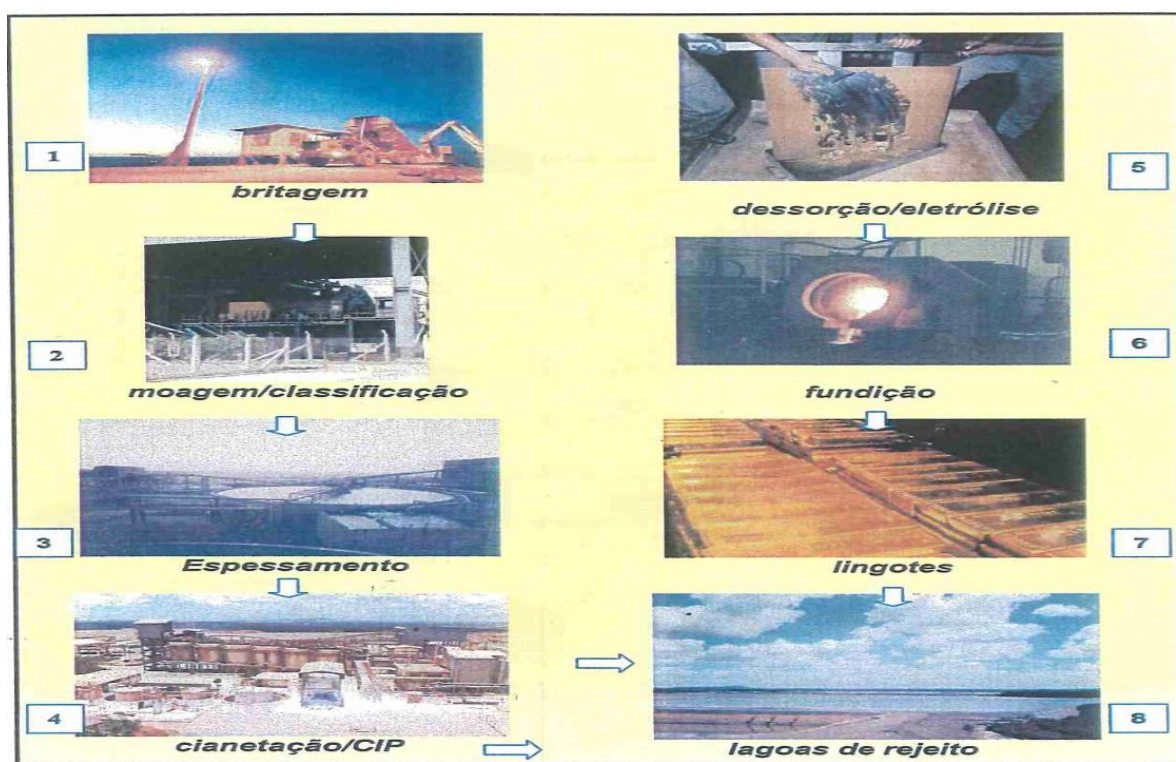 1
britagem
2
moagem/classificação
3
Espessamento
4
cianetação/CIP
5
dessorção/eletrólise
6
fundição
7
lingotes
8
lagoas de rejeito